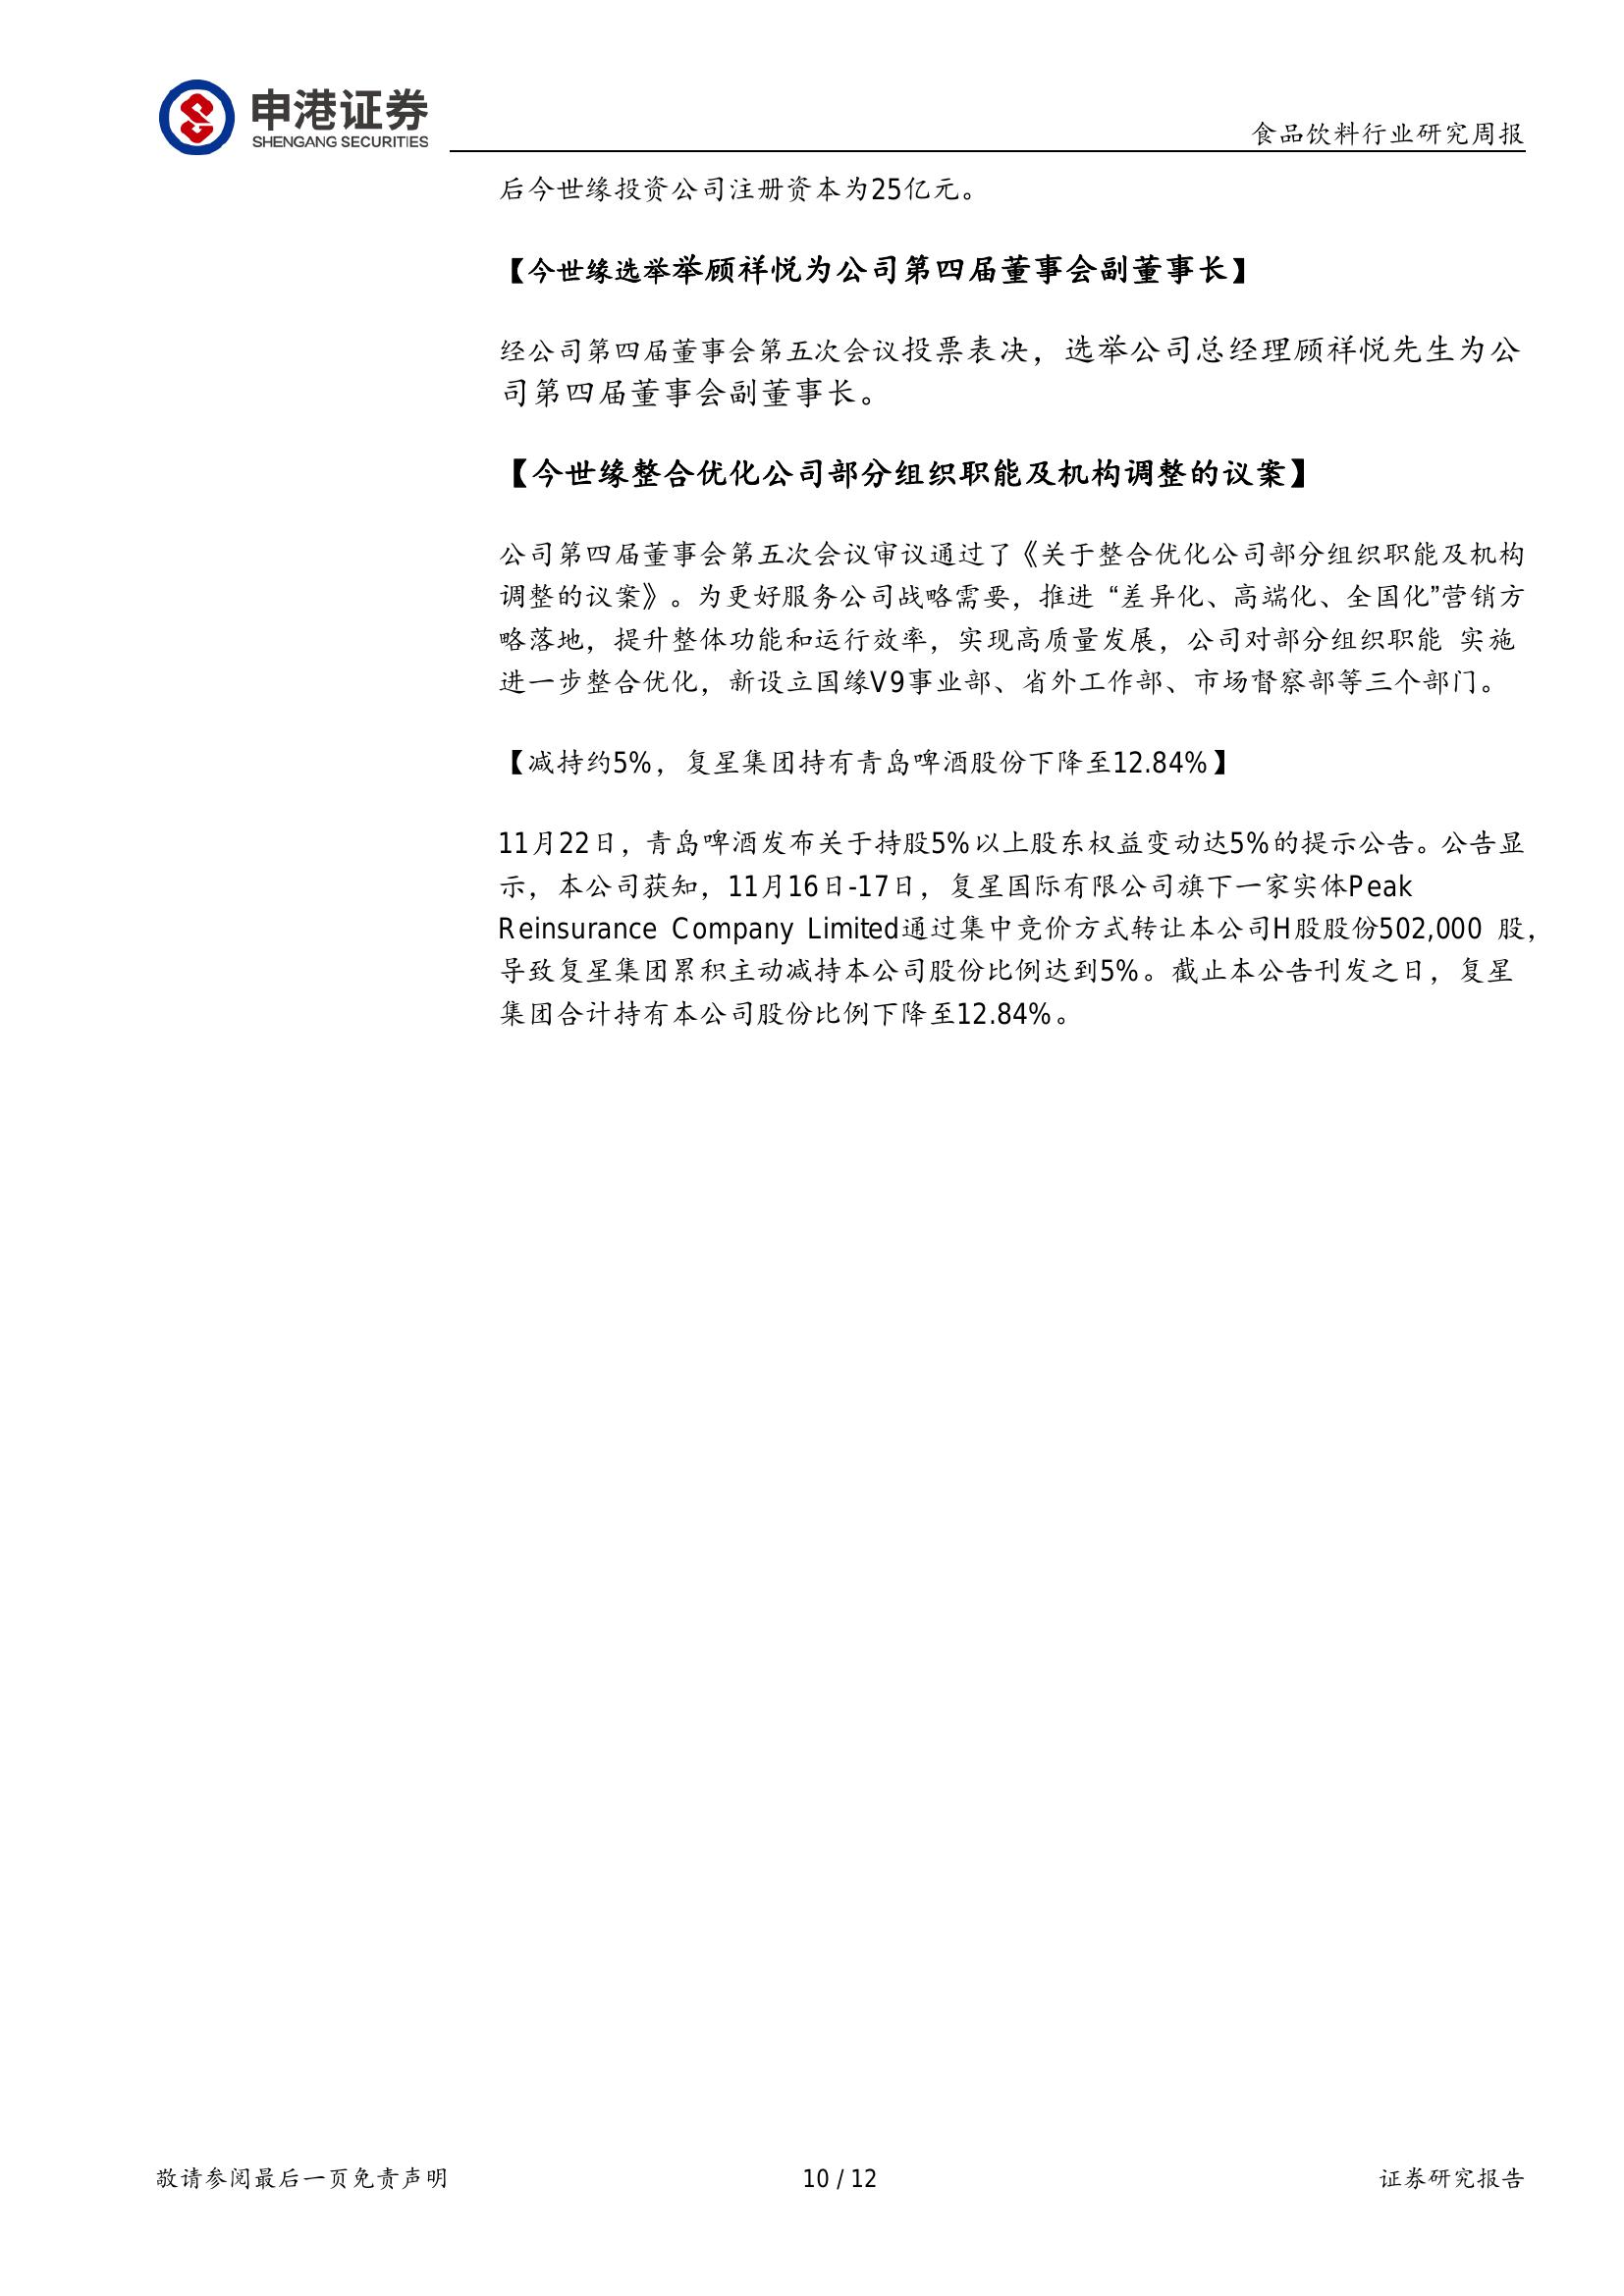 申港证券
SHENGANG SECURITIES
食品饮料行业研究周报
后今世缘投资公司注册资本为25亿元。
【今世缘选举举顾祥悦为公司第四届董事会副董事长】
经公司第四届董事会第五次会议投票表决，选举公司总经理顾祥悦先生为公
司第四届董事会副董事长。
【今世缘整合优化公司部分组织职能及机构调整的议案】
公司第四届董事会第五次会议审议通过了《关于整合优化公司部分组织职能及机构
调整的议案》。为更好服务公司战略需要，推进 “差异化、高端化、全国化”营销方
略落地，提升整体功能和运行效率，实现高质量发展，公司对部分组织职能 实施
进一步整合优化，新设立国缘V9事业部、省外工作部、市场督察部等三个部门。
【减持约5%，复星集团持有青岛啤酒股份下降至12.84%】
11月22日，青岛啤酒发布关于持股5%以上股东权益变动达5%的提示公告。公告显
示，本公司获知，11月16日-17日，复星国际有限公司旗下一家实体Peak
Reinsurance Company Limited通过集中竞价方式转让本公司H股股份502,000 股，
导致复星集团累积主动减持本公司股份比例达到5%。截止本公告刊发之日，复星
集团合计持有本公司股份比例下降至12.84%。
敬请参阅最后一页免责声明
10 / 12
证券研究报告